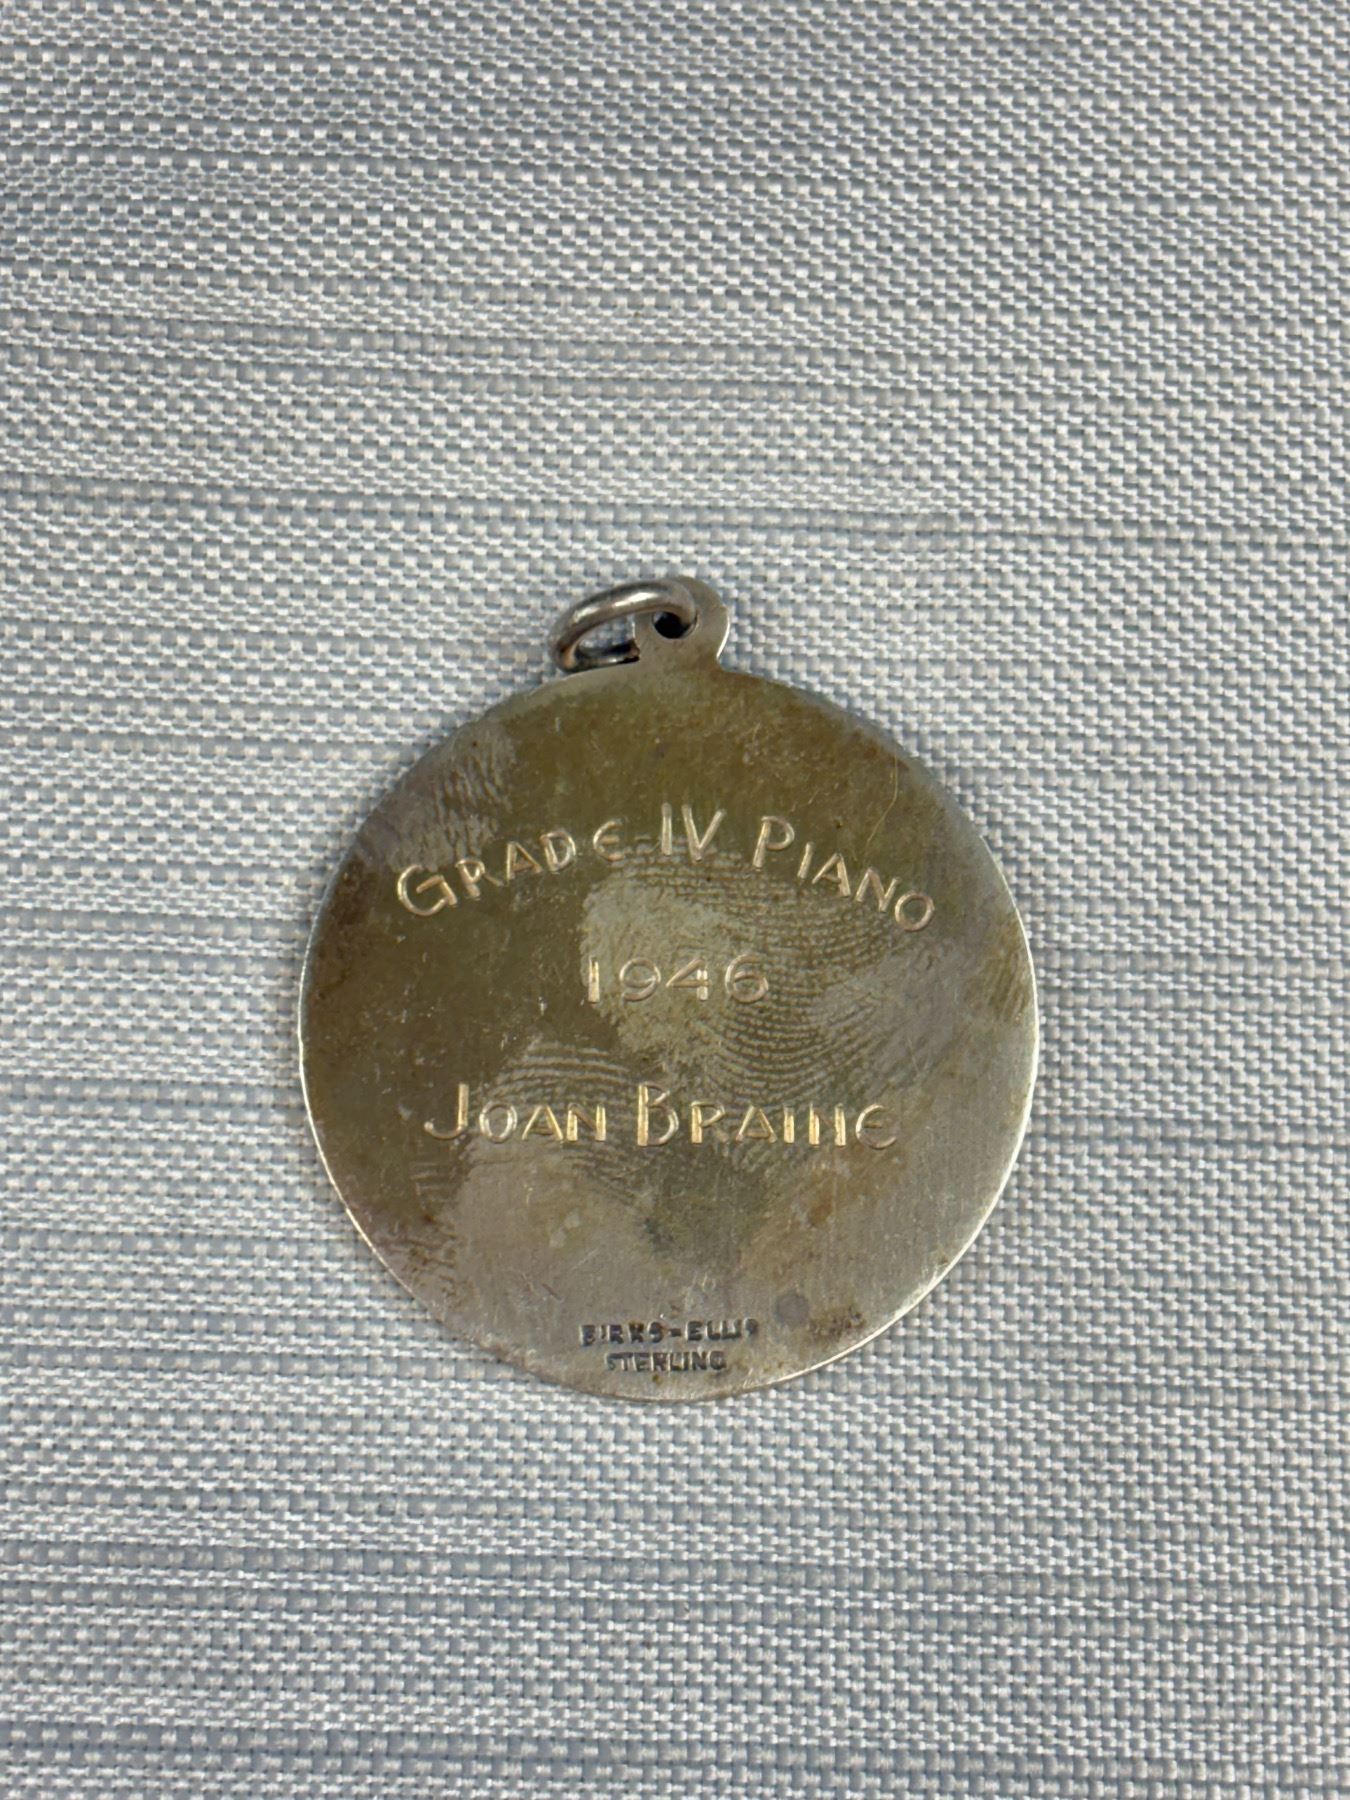 GRADE IV PIANO
1946
JOAN BRAINE
BIRKS-ELLIS
STERLING